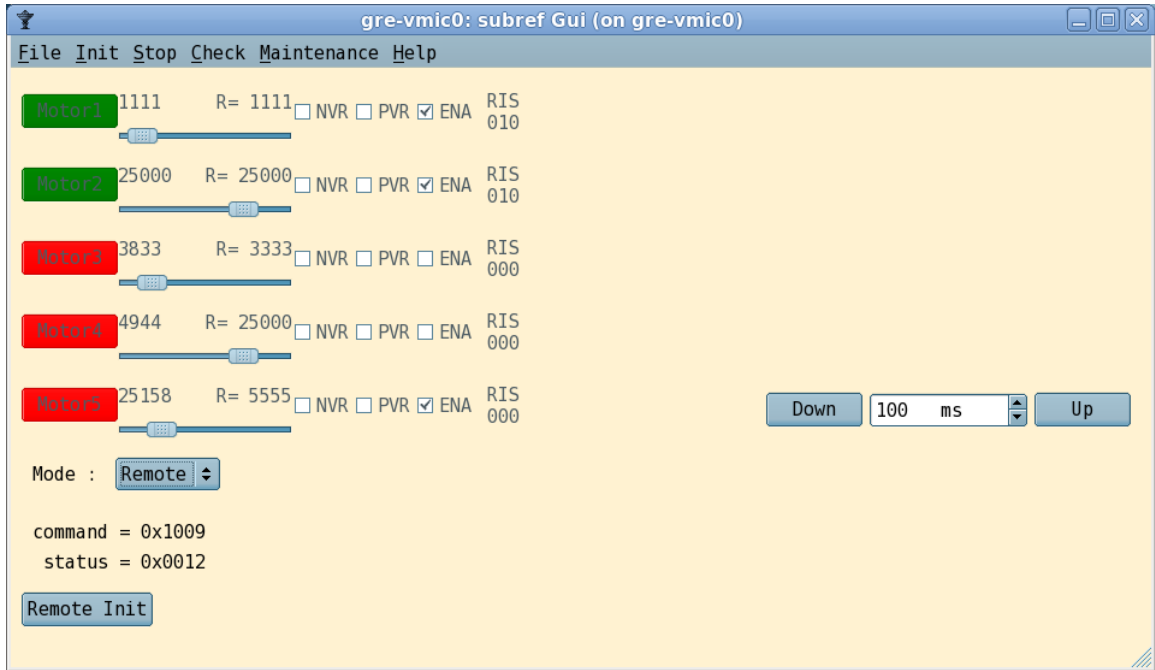 gre-vmic0: subref Gui (on gre-vmic0)
File Init Stop Check Maintenance Help
Motor1 1111 R= 1111 NVR PVR ENA RIS
010
Motor2 25000 R= 25000 NVR PVR ENA RIS
010
Motor3 3833 R= 3333 NVR PVR ENA RIS
000
Motor4 4944 R= 25000 NVR PVR ENA RIS
000
Motor5 25158 R= 5555 NVR PVR ENA RIS
000
Down 100 ms Up
Mode : Remote
command = 0x1009
status = 0x0012
Remote Init